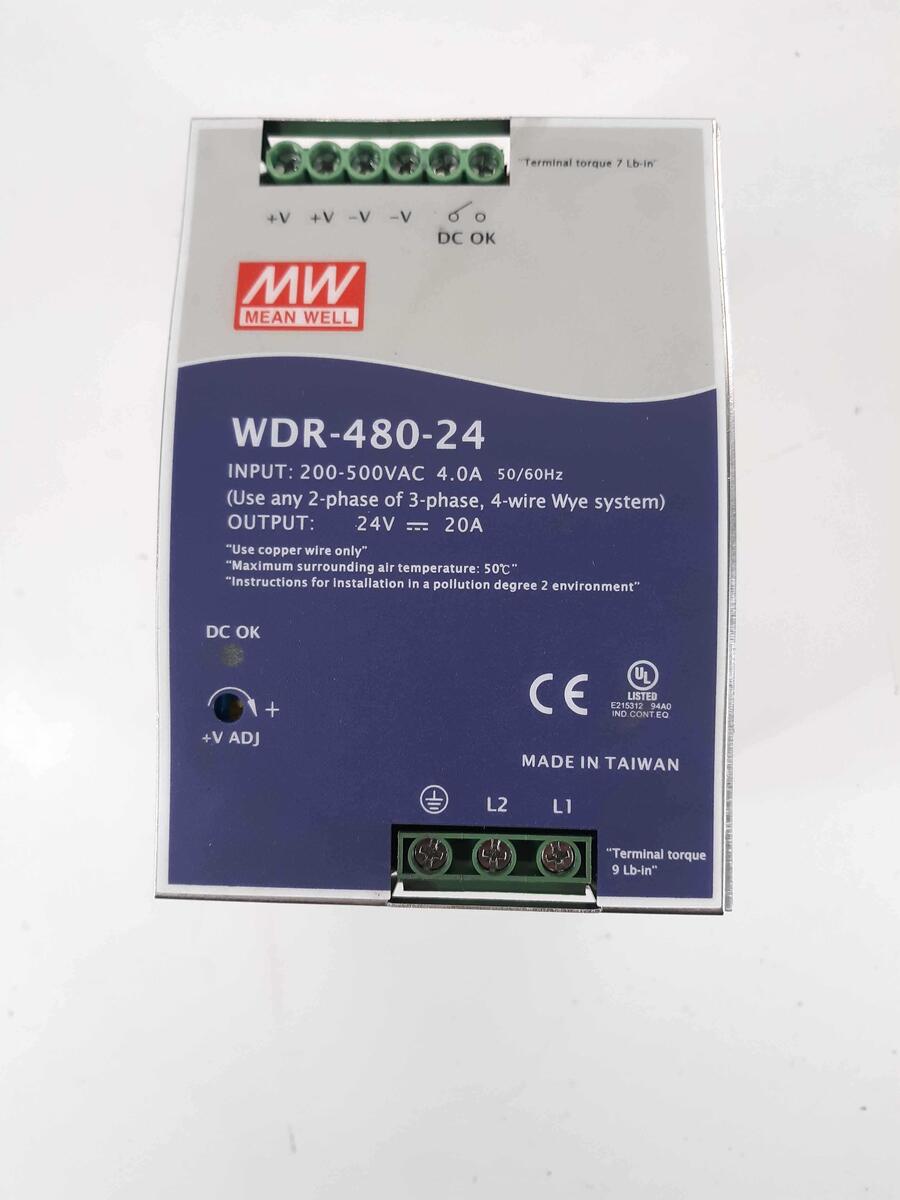 "Terminal torque 7 Lb-in"
+V +V -V -V
DC OK
MW
MEAN WELL
WDR-480-24
INPUT: 200-500VAC 4.0A 50/60Hz
(Use any 2-phase of 3-phase, 4-wire Wye system)
OUTPUT: 24V ⎓ 20A
"Use copper wire only"
"Maximum surrounding air temperature: 50℃"
"Instructions for installation in a pollution degree 2 environment"
DC OK
+
+V ADJ
CE
UL
LISTED
E215312 94A0
IND.CONT.EQ.
MADE IN TAIWAN
L2 L1
"Terminal torque
9 Lb-in"